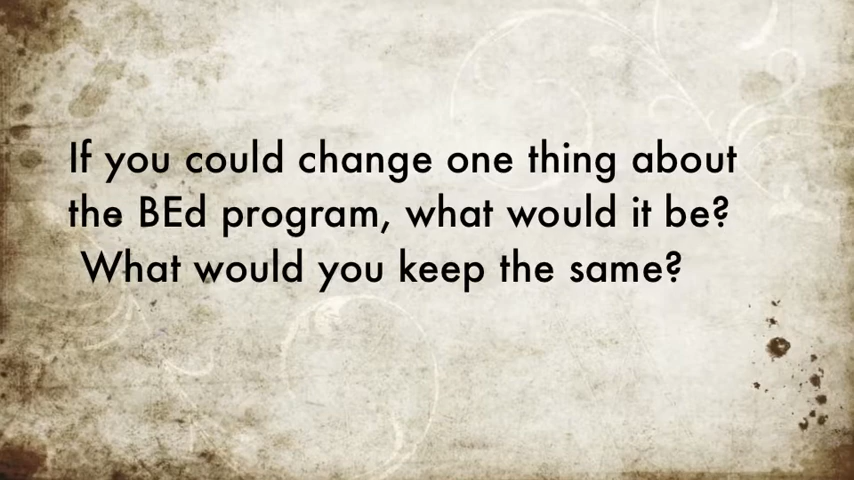 If you could change one thing about
the BEd program, what would it be?
What would you keep the same?